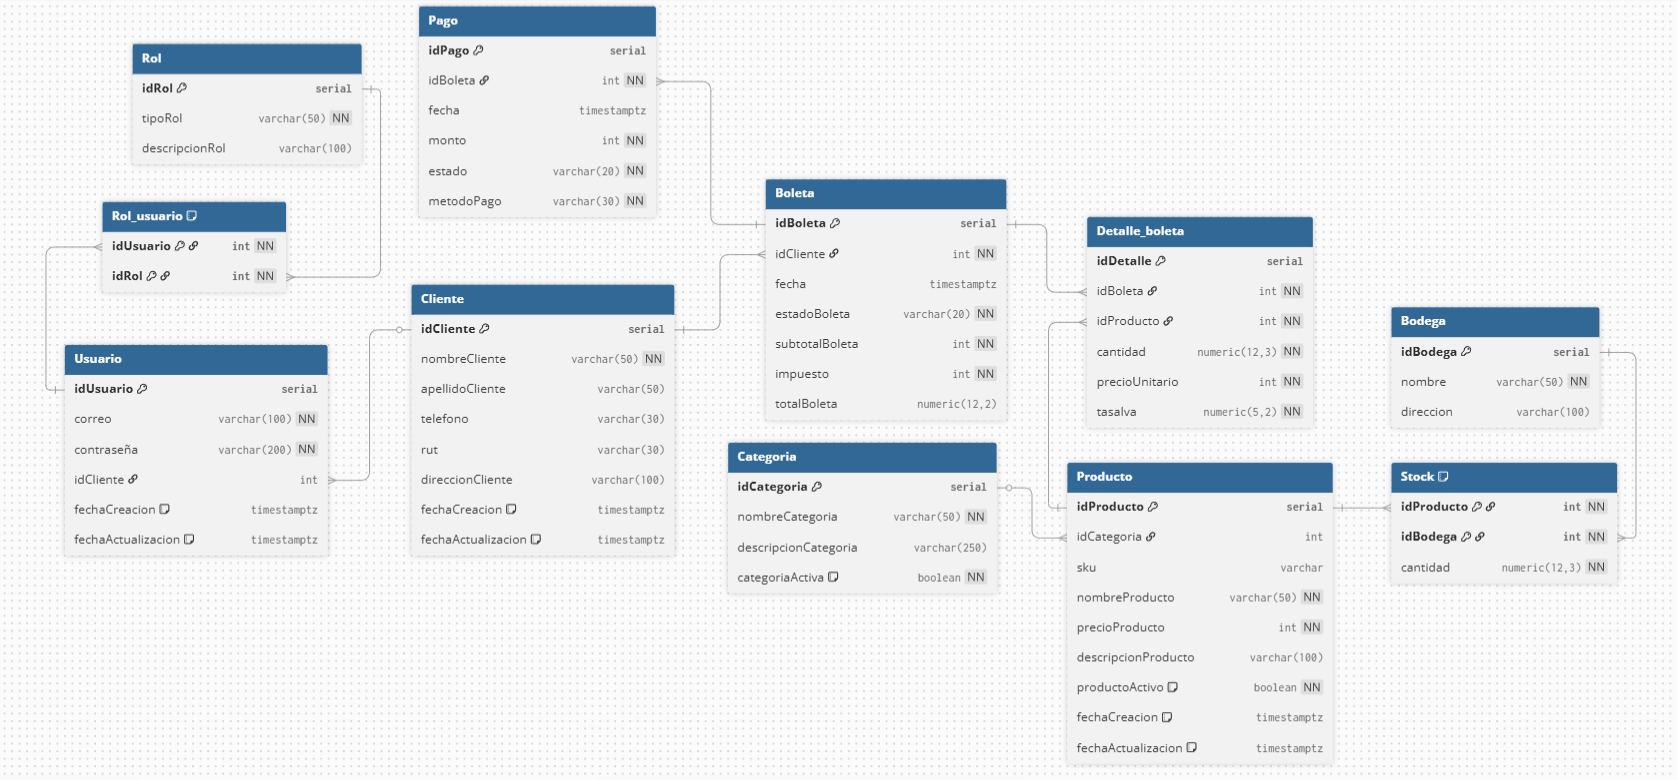 Pago
idPago serial
idBoleta int NN
fecha timestamptz
monto int NN
estado varchar(20) NN
metodoPago varchar(30) NN
Rol
idRol serial
tipoRol varchar(50) NN
descripcionRol varchar(100)
Rol_usuario
idUsuario int NN
idRol int NN
Usuario
idUsuario serial
correo varchar(100) NN
contraseña varchar(200) NN
idCliente int
fechaCreacion timestamptz
fechaActualizacion timestamptz
Cliente
idCliente serial
nombreCliente varchar(50) NN
apellidoCliente varchar(50)
telefono varchar(30)
rut varchar(30)
direccionCliente varchar(100)
fechaCreacion timestamptz
fechaActualizacion timestamptz
Boleta
idBoleta serial
idCliente int NN
fecha timestamptz
estadoBoleta varchar(20) NN
subtotalBoleta int NN
impuesto int NN
totalBoleta numeric(12,2)
Categoria
idCategoria serial
nombreCategoria varchar(50) NN
descripcionCategoria varchar(250)
categoriaActiva boolean NN
Detalle_boleta
idDetalle serial
idBoleta int NN
idProducto int NN
cantidad numeric(12,3) NN
precioUnitario int NN
tasaIva numeric(5,2) NN
Producto
idProducto serial
idCategoria int
sku varchar
nombreProducto varchar(50) NN
precioProducto int NN
descripcionProducto varchar(100)
productoActivo boolean NN
fechaCreacion timestamptz
fechaActualizacion timestamptz
Bodega
idBodega serial
nombre varchar(50) NN
direccion varchar(100)
Stock
idProducto int NN
idBodega int NN
cantidad numeric(12,3) NN